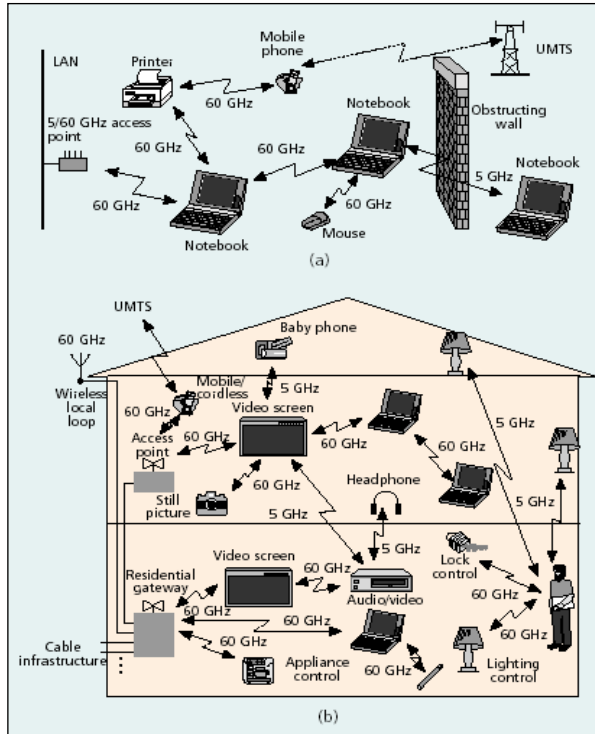 LAN
Printer
Mobile
phone
UMTS
60 GHz
5/60 GHz access
point
60 GHz
60 GHz
Notebook
Obstructing
wall
Notebook
5 GHz
60 GHz
60 GHz
Notebook
Mouse
(a)
UMTS
60 GHz
Baby phone
Wireless
local
loop
Mobile/
cordless
5 GHz
60 GHz
Video screen
Access
point
60 GHz
60 GHz
60 GHz
5 GHz
5 GHz
Still
picture
60 GHz
5 GHz
Headphone
5 GHz
Lock
control
Video screen
60 GHz
Residential
gateway
60 GHz
Audio/video
60 GHz
60 GHz
60 GHz
60 GHz
Cable
infrastructure
Appliance
control
60 GHz
Lighting
control
(b)